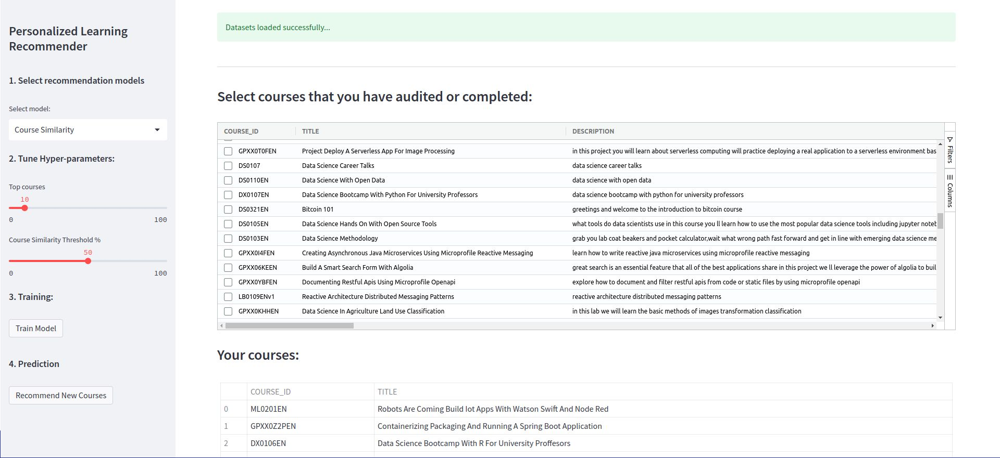 Personalized Learning
Recommender
1. Select recommendation models
Select model:
Course Similarity
2. Tune Hyper-parameters:
Top courses
10
0 100
Course Similarity Threshold %
50
0 100
3. Training:
Train Model
4. Prediction
Recommend New Courses
Datasets loaded successfully...
Select courses that you have audited or completed:
COURSE_ID TITLE DESCRIPTION
GPXX0T0FEN Project Deploy A Serverless App For Image Processing in this project you will learn about serverless computing will practice deploying a real application to a serverless environment bas
DS0107 Data Science Career Talks data science career talks
DS0110EN Data Science With Open Data data science with open data
DX0107EN Data Science Bootcamp With Python For University Professors data science bootcamp with python for university professors
DS0321EN Bitcoin 101 greetings and welcome to the introduction to bitcoin course
DS0105EN Data Science Hands On With Open Source Tools what tools do data scientists use in this course you ll learn how to use the most popular data science tools including jupyter noteb
DS0103EN Data Science Methodology grab you lab coat beakers and pocket calculator,wait what wrong path fast forward and get in line with emerging data science me
GPXX0I4FEN Creating Asynchronous Java Microservices Using Microprofile Reactive Messaging learn how to write reactive java microservices using microprofile reactive messaging
GPXX06KEEN Build A Smart Search Form With Algolia great search is an essential feature that all of the best applications share in this project we ll leverage the power of algolia to buil
GPXX0YBFEN Documenting Restful Apis Using Microprofile Openapi explore how to document and filter restful apis from code or static files by using microprofile openapi
LB0109ENv1 Reactive Architecture Distributed Messaging Patterns reactive architecture distributed messaging patterns
GPXX0KHHEN Data Science In Agriculture Land Use Classification in this lab we will learn the basic methods of images transformation classification
Filters
Columns
Your courses:
COURSE_ID TITLE
0 ML0201EN Robots Are Coming Build Iot Apps With Watson Swift And Node Red
1 GPXX0Z2PEN Containerizing Packaging And Running A Spring Boot Application
2 DX0106EN Data Science Bootcamp With R For University Proffesors